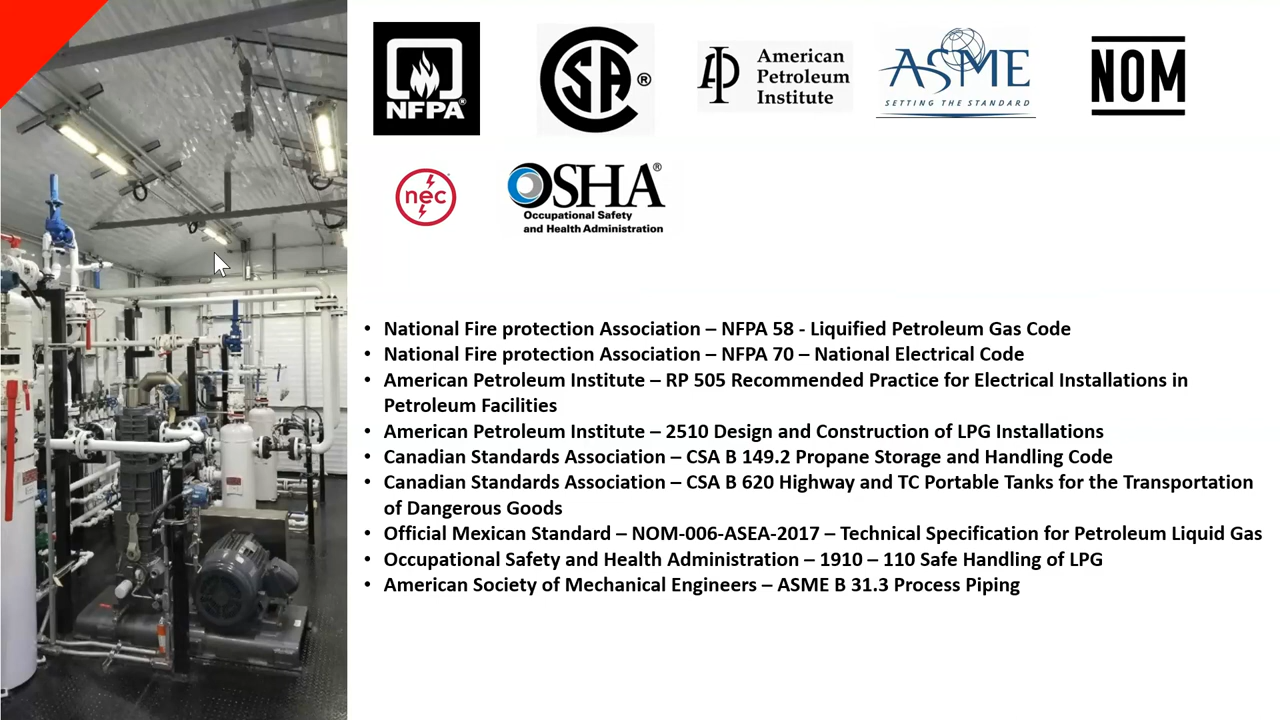 NFPA®
CSA®
API
American
Petroleum
Institute
ASME
SETTING THE STANDARD
NOM
nec
OSHA®
Occupational Safety
and Health Administration
• National Fire protection Association – NFPA 58 - Liquified Petroleum Gas Code
• National Fire protection Association – NFPA 70 – National Electrical Code
• American Petroleum Institute – RP 505 Recommended Practice for Electrical Installations in
Petroleum Facilities
• American Petroleum Institute – 2510 Design and Construction of LPG Installations
• Canadian Standards Association – CSA B 149.2 Propane Storage and Handling Code
• Canadian Standards Association – CSA B 620 Highway and TC Portable Tanks for the Transportation
of Dangerous Goods
• Official Mexican Standard – NOM-006-ASEA-2017 – Technical Specification for Petroleum Liquid Gas
• Occupational Safety and Health Administration – 1910 – 110 Safe Handling of LPG
• American Society of Mechanical Engineers – ASME B 31.3 Process Piping